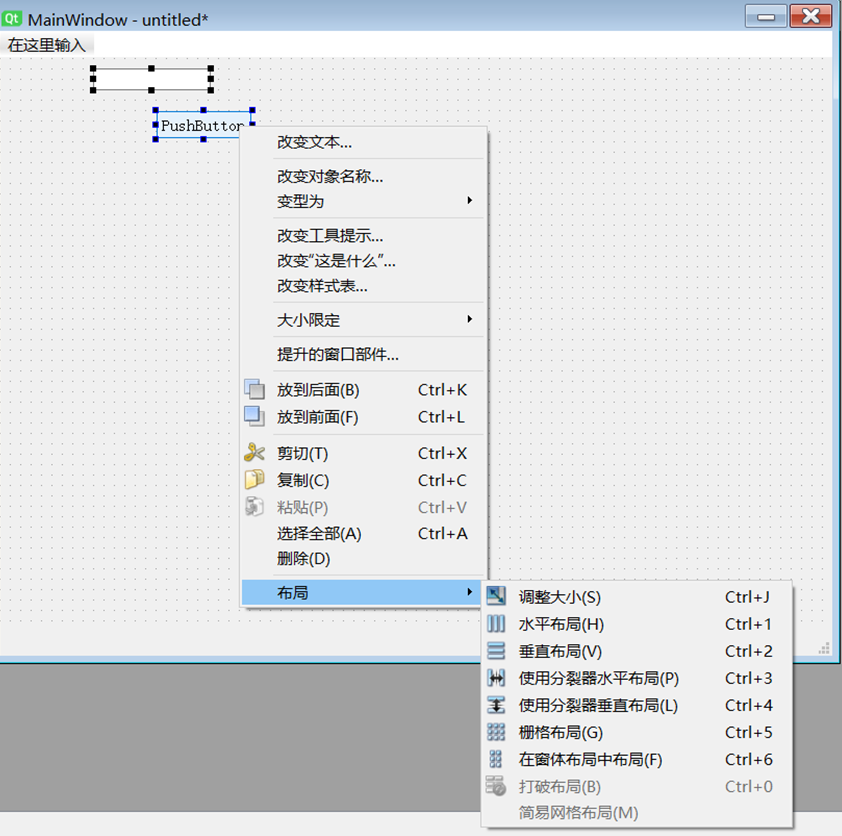 Qt MainWindow - untitled*
在这里输入
PushButton
改变文本...
改变对象名称...
变型为
改变工具提示...
改变“这是什么”...
改变样式表...
大小限定
提升的窗口部件...
放到后面(B) Ctrl+K
放到前面(F) Ctrl+L
剪切(T) Ctrl+X
复制(C) Ctrl+C
粘贴(P) Ctrl+V
选择全部(A) Ctrl+A
删除(D)
布局
调整大小(S) Ctrl+J
水平布局(H) Ctrl+1
垂直布局(V) Ctrl+2
使用分裂器水平布局(P) Ctrl+3
使用分裂器垂直布局(L) Ctrl+4
栅格布局(G) Ctrl+5
在窗体布局中布局(F) Ctrl+6
打破布局(B) Ctrl+0
简易网格布局(M)